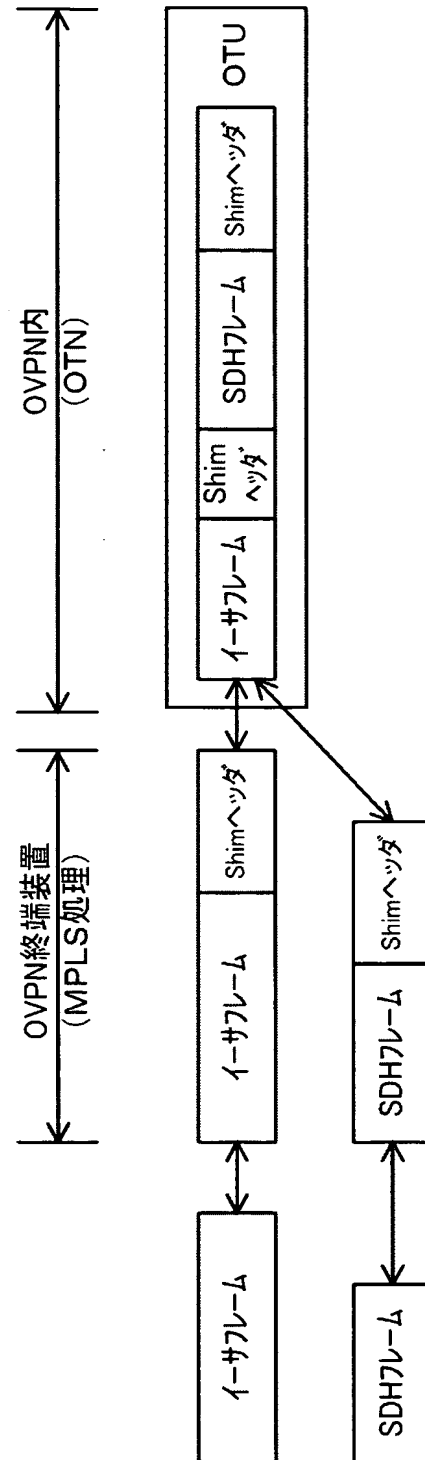 OVPN終端装置
(MPLS処理)
OVPN内
(OTN)
イーサフレーム
イーサフレーム
Shimヘッダ
イーサフレーム
Shim
ヘッダ
SDHフレーム
Shimヘッダ
OTU
SDHフレーム
SDHフレーム
Shimヘッダ